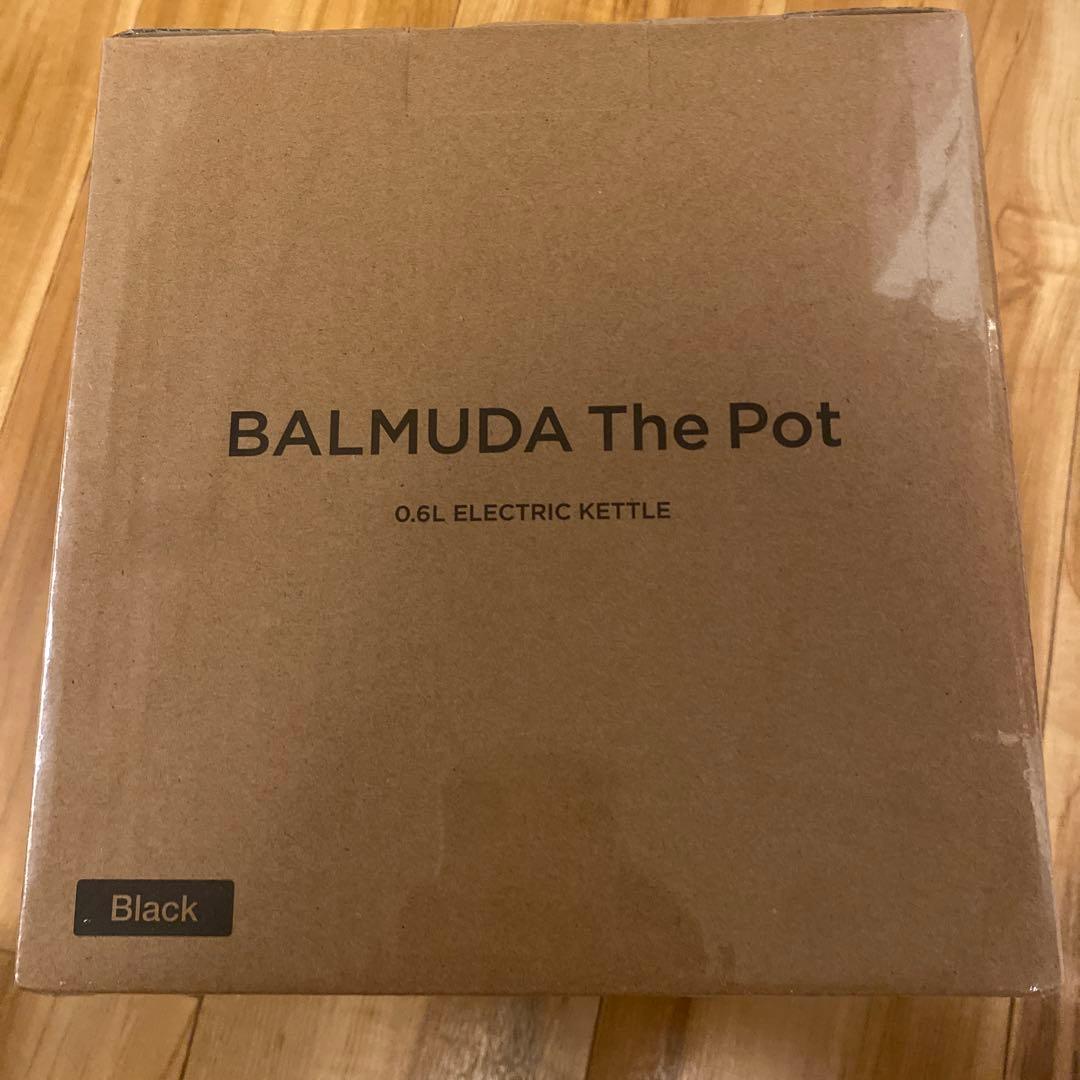 BALMUDA The Pot
0.6L ELECTRIC KETTLE
Black